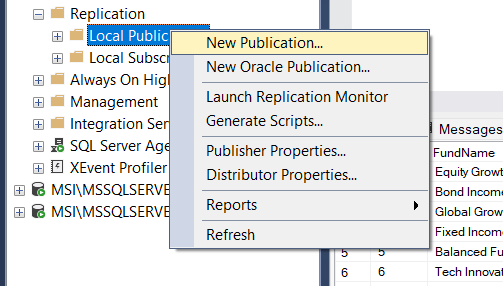 Replication
Local Public
New Publication...
Local Subscr
New Oracle Publication...
Always On High
Launch Replication Monitor
Management
Generate Scripts...
Integration Ser
Messages
SQL Server Age
Publisher Properties...
FundName
XEvent Profiler
Distributor Properties...
Equity Growt
MSI\MSSQLSERVE
Bond Income
Reports
Global Growt
MSI\MSSQLSERVE
Fixed Income
Refresh
5 5 Balanced Fu
6 6 Tech Innovat